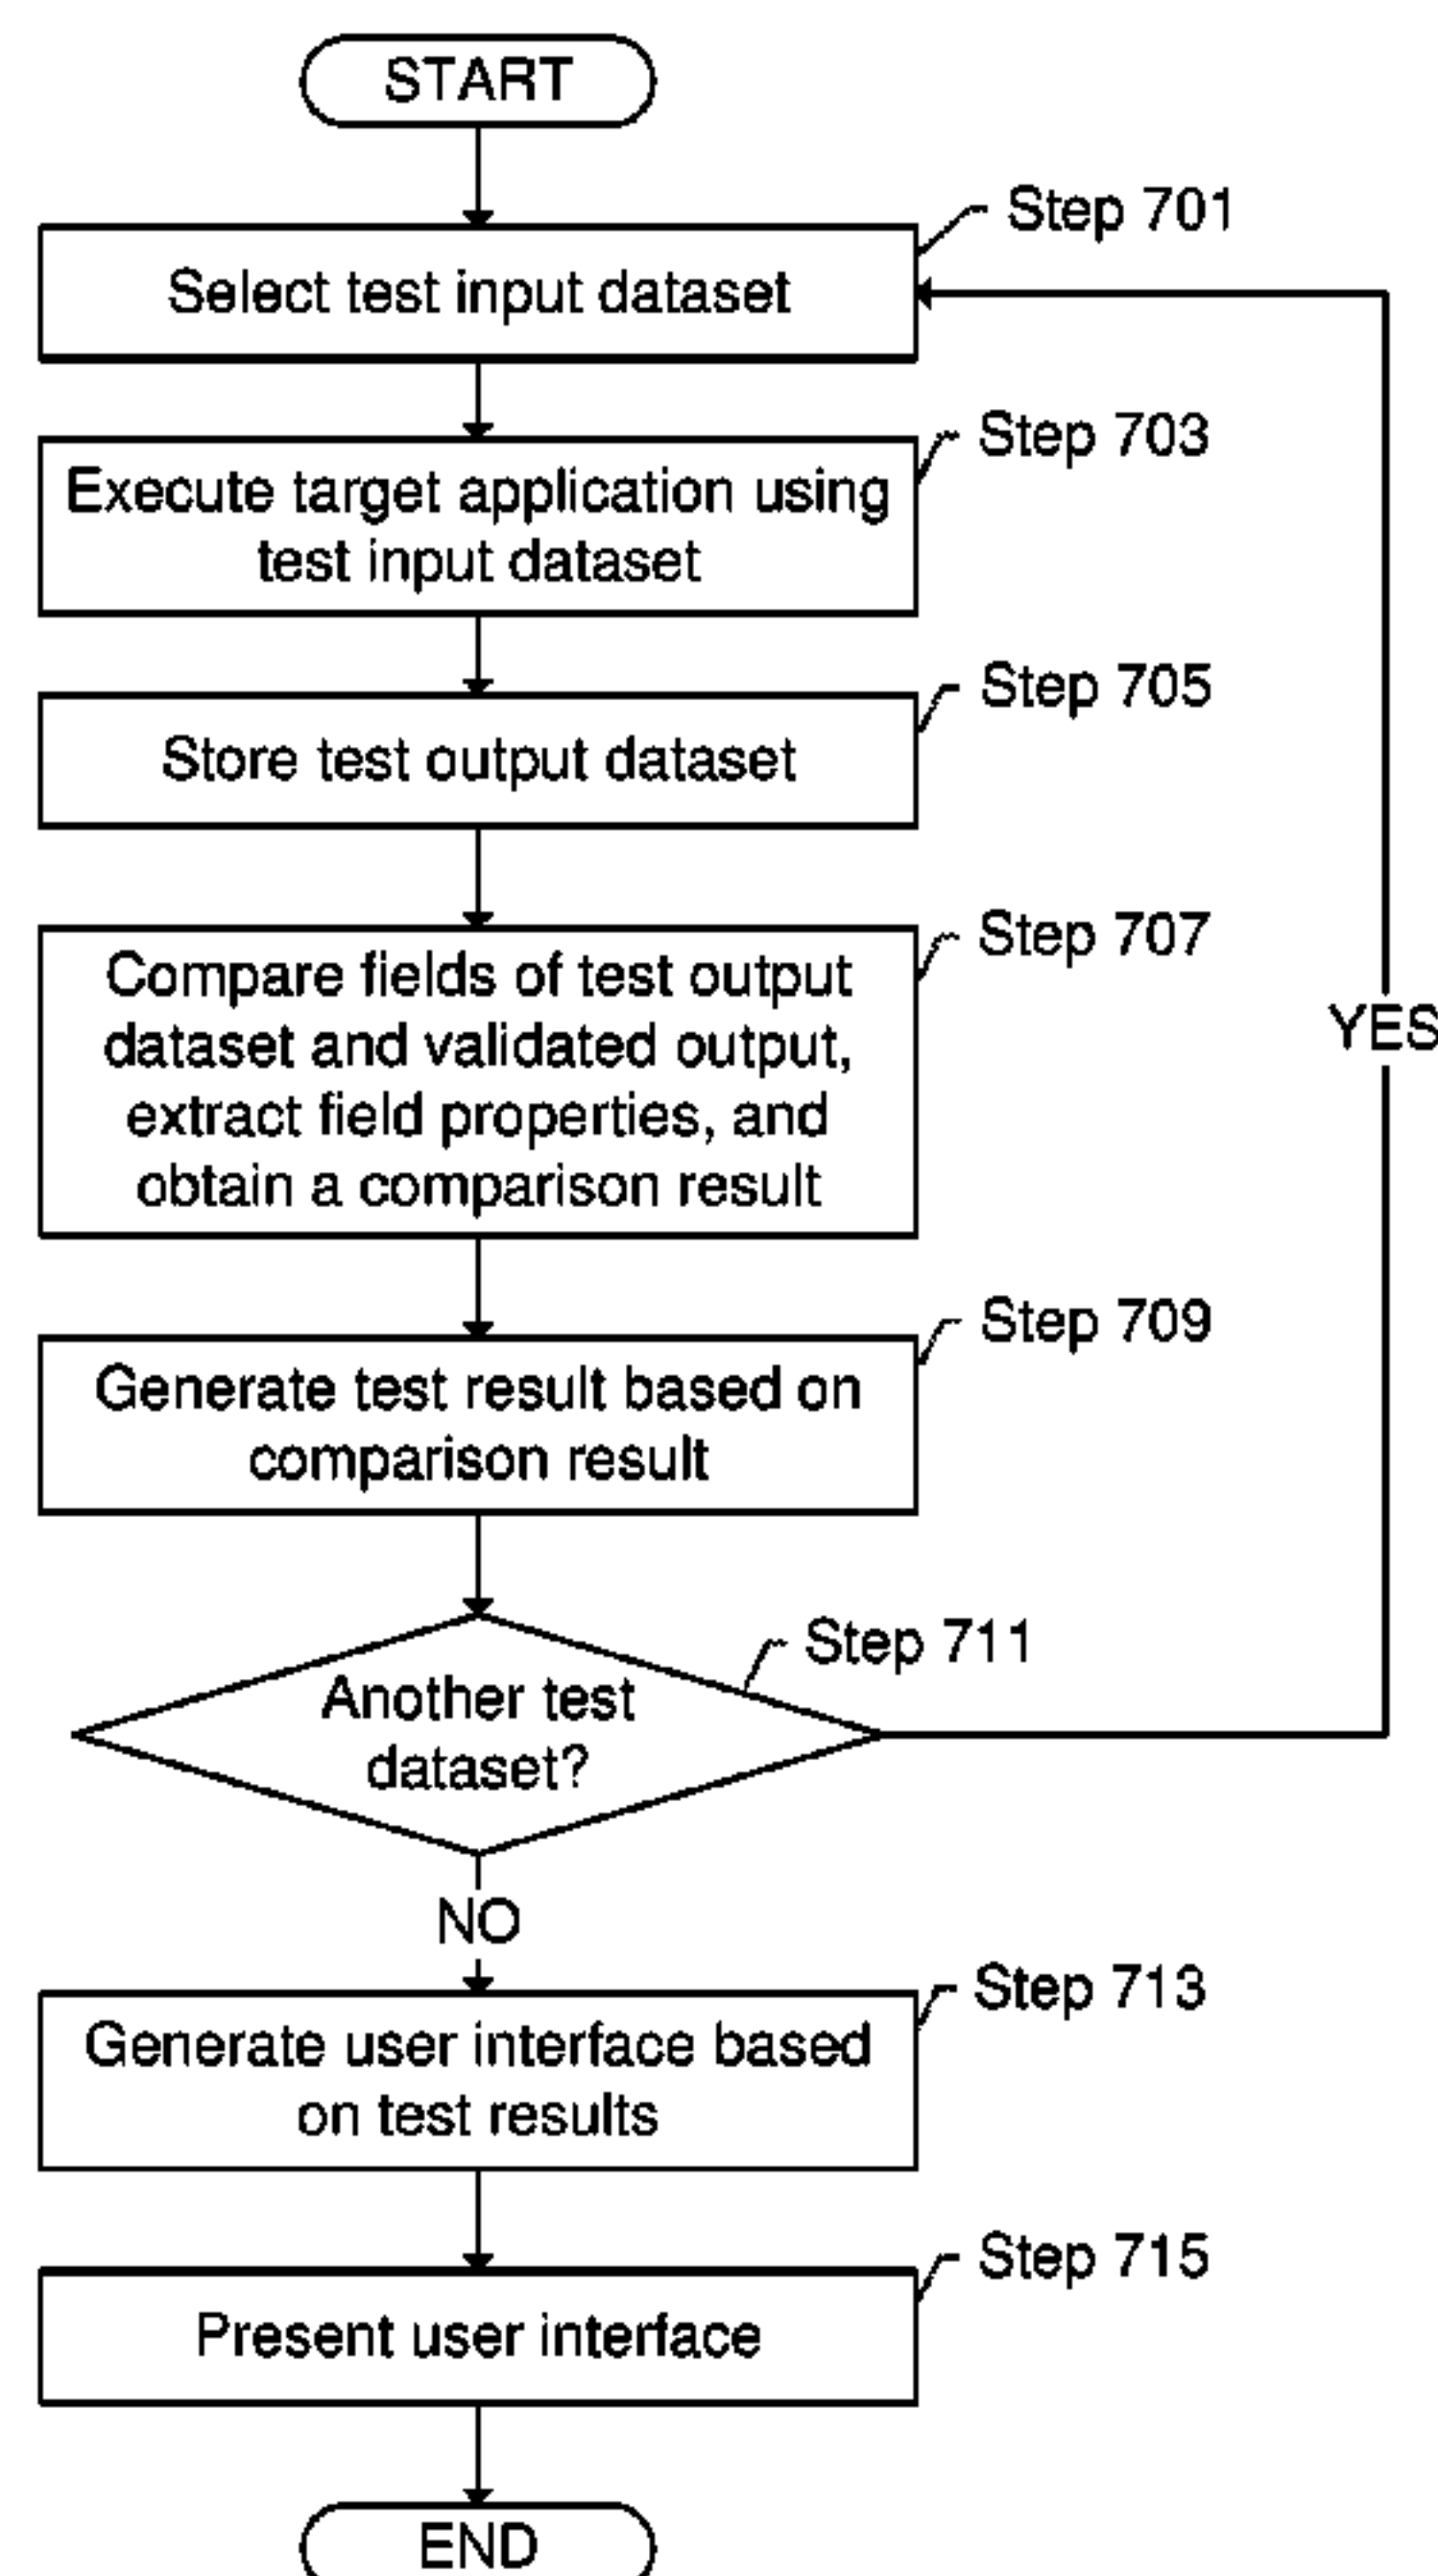 START
Step 701
Select test input dataset
Step 703
Execute target application using
test input dataset
Step 705
Store test output dataset
Step 707
Compare fields of test output
dataset and validated output,
extract field properties, and
obtain a comparison result
YES
Step 709
Generate test result based on
comparison result
Step 711
Another test
dataset?
NO
Step 713
Generate user interface based
on test results
Step 715
Present user interface
END